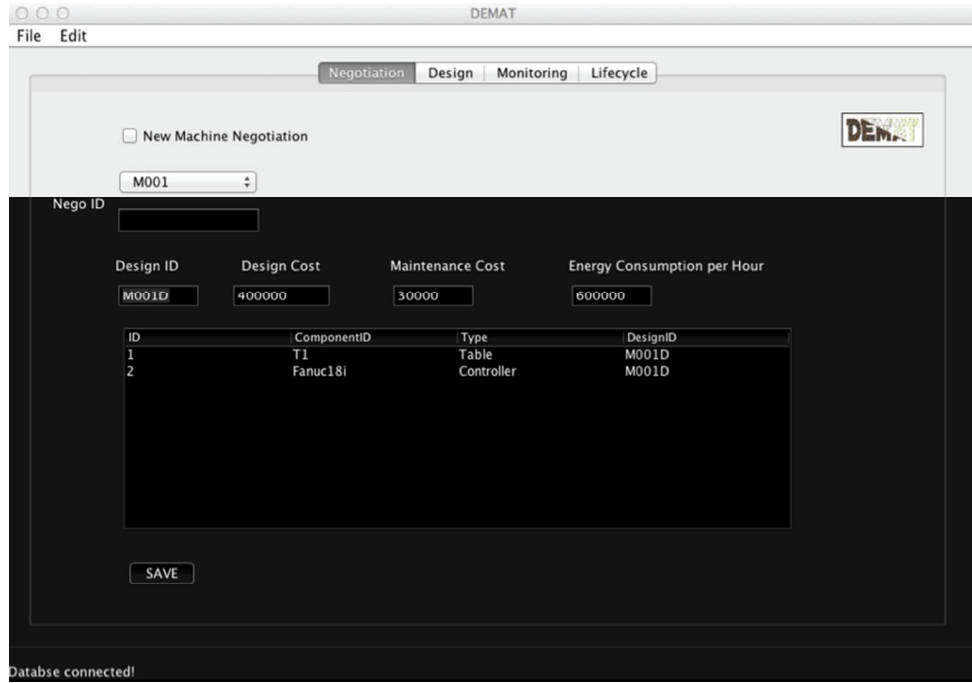 DEMAT
File Edit
Negotiation Design Monitoring Lifecycle
New Machine Negotiation
DEMAT
M001
Nego ID
Design ID Design Cost Maintenance Cost Energy Consumption per Hour
M001D 400000 30000 600000
ID ComponentID Type DesignID
1 T1 Table M001D
2 Fanuc18i Controller M001D
SAVE
Databse connected!